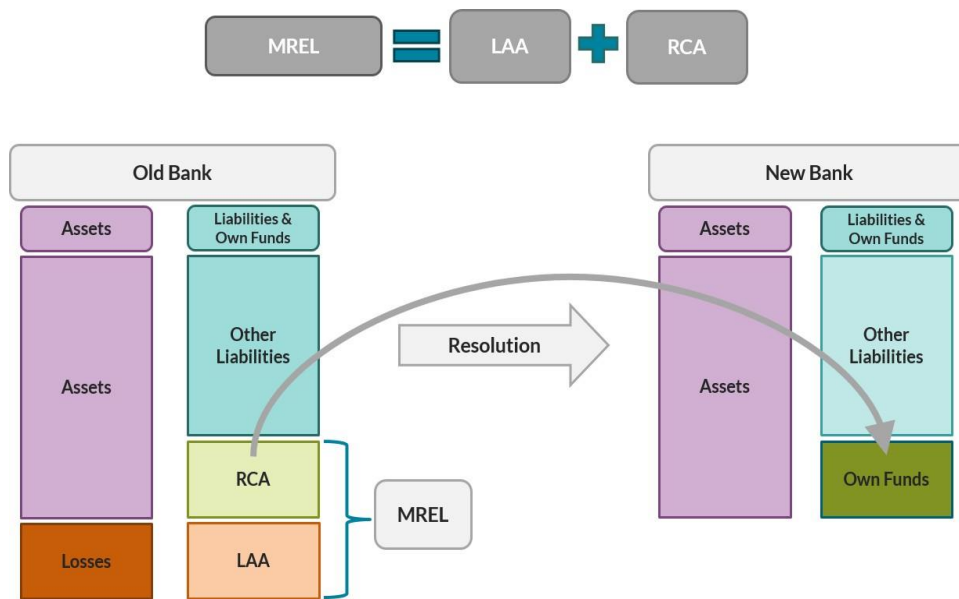 MREL = LAA + RCA
Old Bank
New Bank
Assets
Liabilities &
Own Funds
Assets
Liabilities &
Own Funds
Assets
Other
Liabilities
Resolution
Assets
Other
Liabilities
RCA
MREL
Own Funds
Losses
LAA